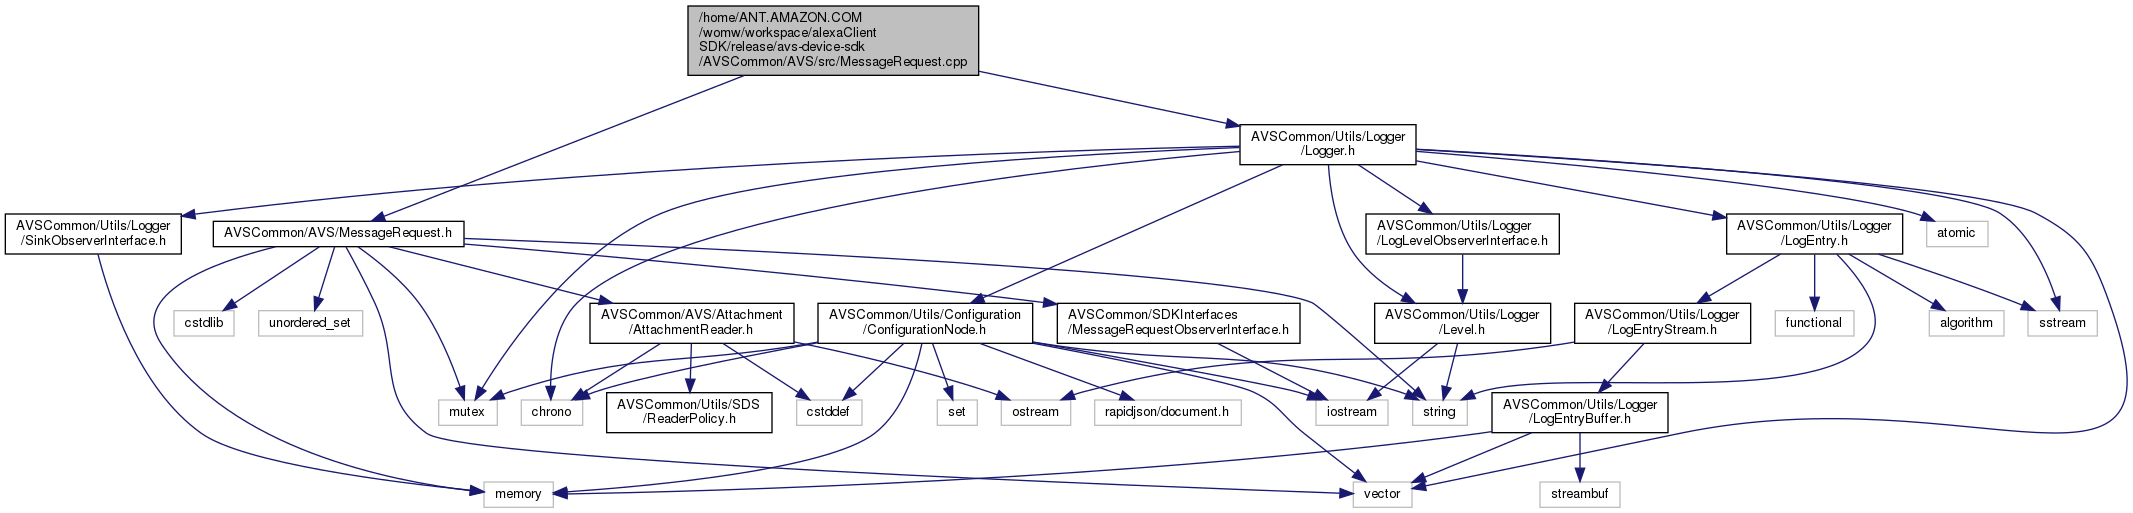 /home/ANT.AMAZON.COM
/womw/workspace/alexaClient
SDK/release/avs-device-sdk
/AVSCommon/AVS/src/MessageRequest.cpp
AVSCommon/Utils/Logger
/Logger.h
AVSCommon/Utils/Logger
/SinkObserverInterface.h
AVSCommon/AVS/MessageRequest.h
AVSCommon/Utils/Logger
/LogLevelObserverInterface.h
AVSCommon/Utils/Logger
/LogEntry.h
atomic
cstdlib
unordered_set
AVSCommon/AVS/Attachment
/AttachmentReader.h
AVSCommon/Utils/Configuration
/ConfigurationNode.h
AVSCommon/SDKInterfaces
/MessageRequestObserverInterface.h
AVSCommon/Utils/Logger
/Level.h
AVSCommon/Utils/Logger
/LogEntryStream.h
functional
algorithm
sstream
mutex
chrono
AVSCommon/Utils/SDS
/ReaderPolicy.h
cstddef
set
ostream
rapidjson/document.h
iostream
string
AVSCommon/Utils/Logger
/LogEntryBuffer.h
memory
vector
streambuf